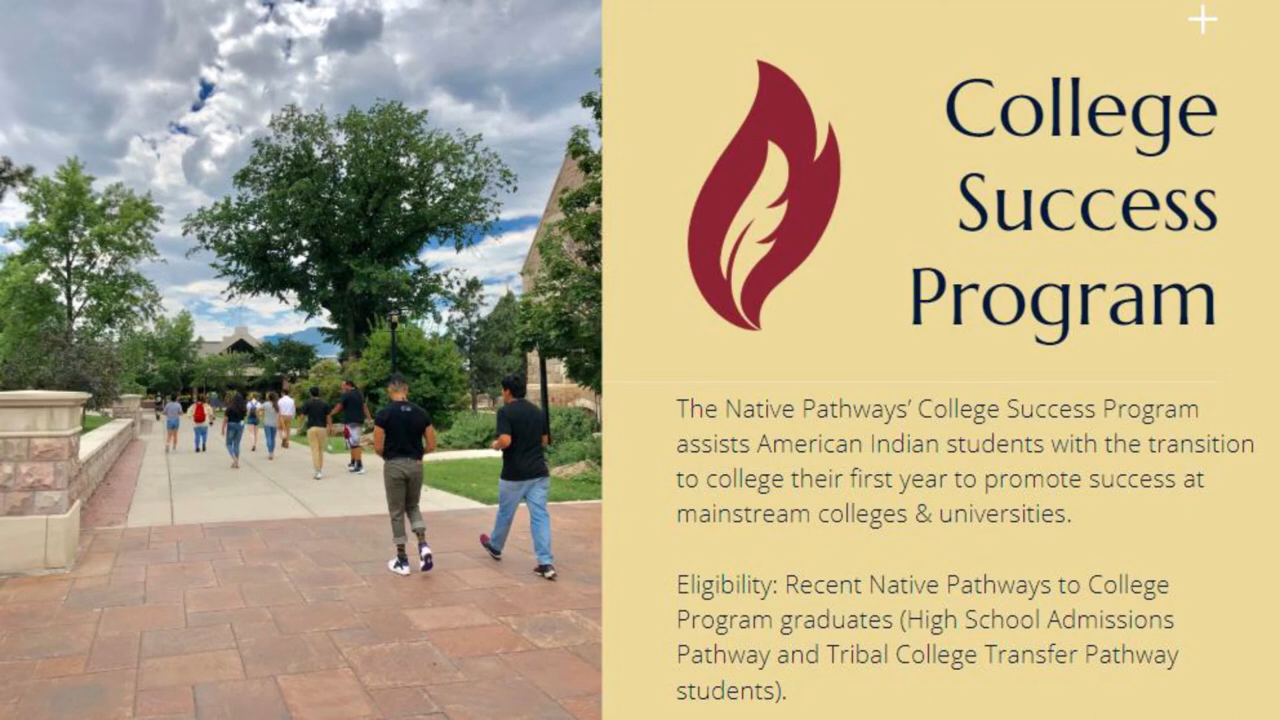 College
Success
Program
The Native Pathways’ College Success Program
assists American Indian students with the transition
to college their first year to promote success at
mainstream colleges & universities.
Eligibility: Recent Native Pathways to College
Program graduates (High School Admissions
Pathway and Tribal College Transfer Pathway
students).